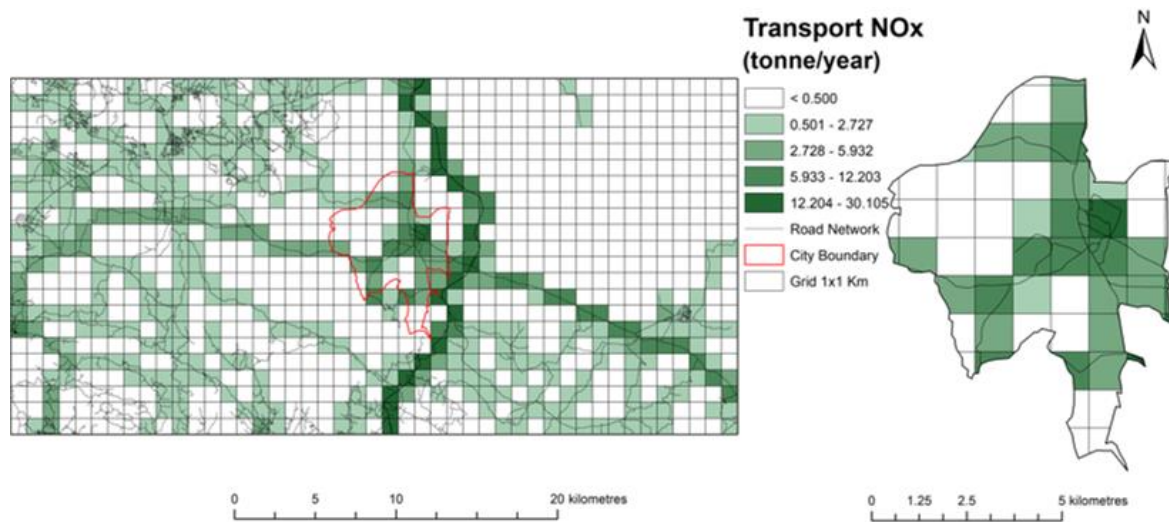 Transport NOx
(tonne/year)
< 0.500
0.501 - 2.727
2.728 - 5.932
5.933 - 12.203
12.204 - 30.105
Road Network
City Boundary
Grid 1x1 Km
N
0 5 10 20 kilometres
0 1.25 2.5 5 kilometres